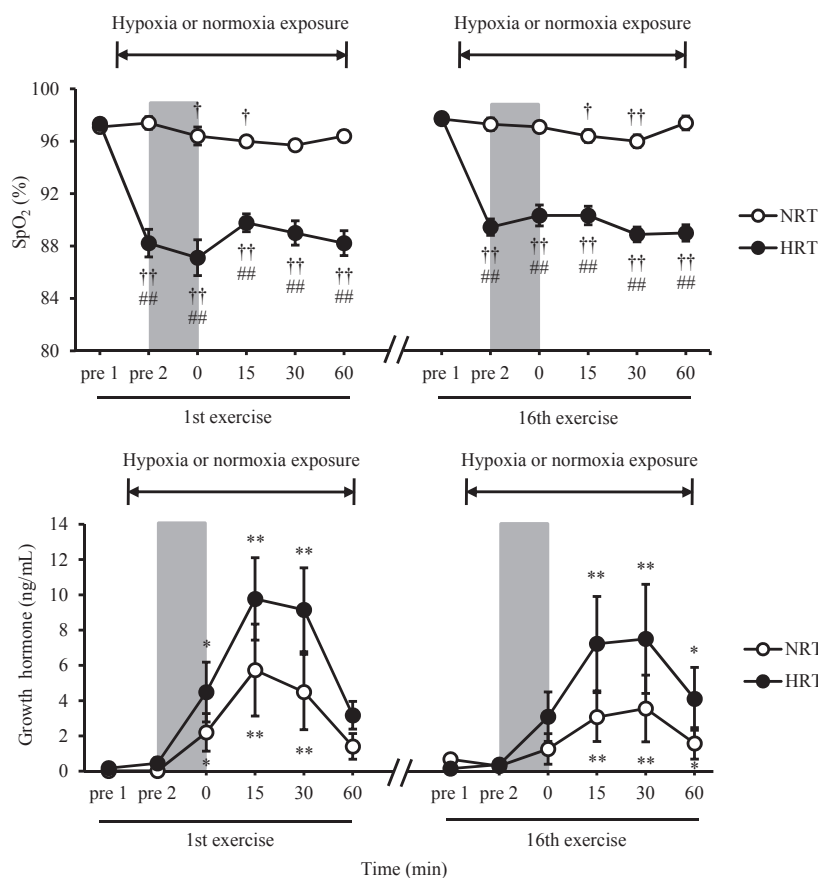 Hypoxia or normoxia exposure Hypoxia or normoxia exposure
100
96
92
88
84
80
SpO2 (%)
† † † ††
†† †† †† †† †† †† †† †† †† ††
## ## ## ## ## ## ## ## ## ##
NRT
HRT
pre 1 pre 2 0 15 30 60 pre 1 pre 2 0 15 30 60
1st exercise 16th exercise
Hypoxia or normoxia exposure Hypoxia or normoxia exposure
14
12
10
8
6
4
2
0
Growth hormone (ng/mL)
* ** ** ** ** *
* ** ** ** ** *
NRT
HRT
pre 1 pre 2 0 15 30 60 pre 1 pre 2 0 15 30 60
1st exercise 16th exercise
Time (min)